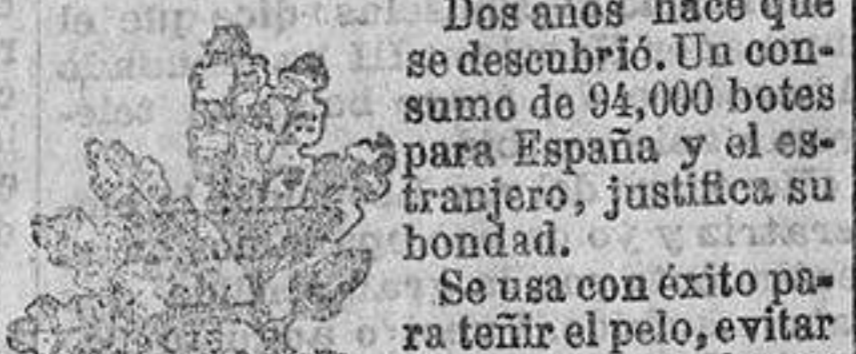 Dos años hace que
se descubrió. Un con-
sumo de 94,000 botes
para España y el es-
tranjero, justifica su
bondad.
Se usa con éxito pa-
ra teñir el pelo, evitar